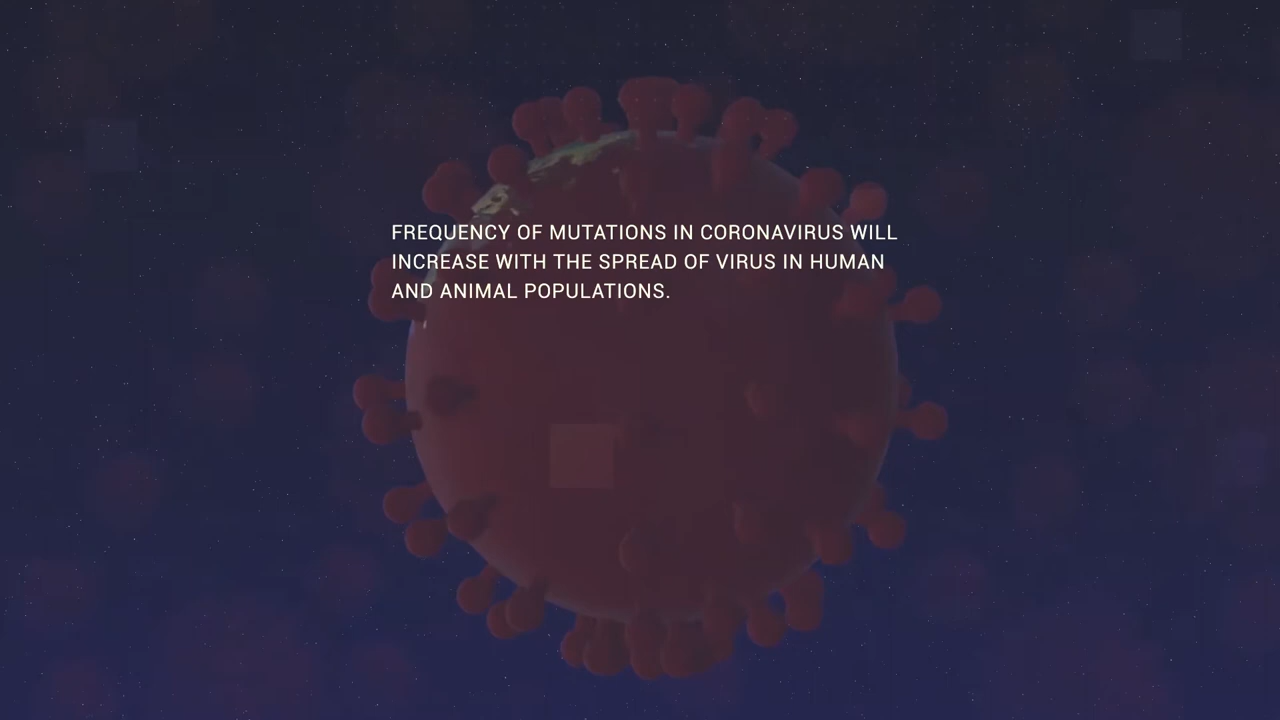 FREQUENCY OF MUTATIONS IN CORONAVIRUS WILL
INCREASE WITH THE SPREAD OF VIRUS IN HUMAN
AND ANIMAL POPULATIONS.